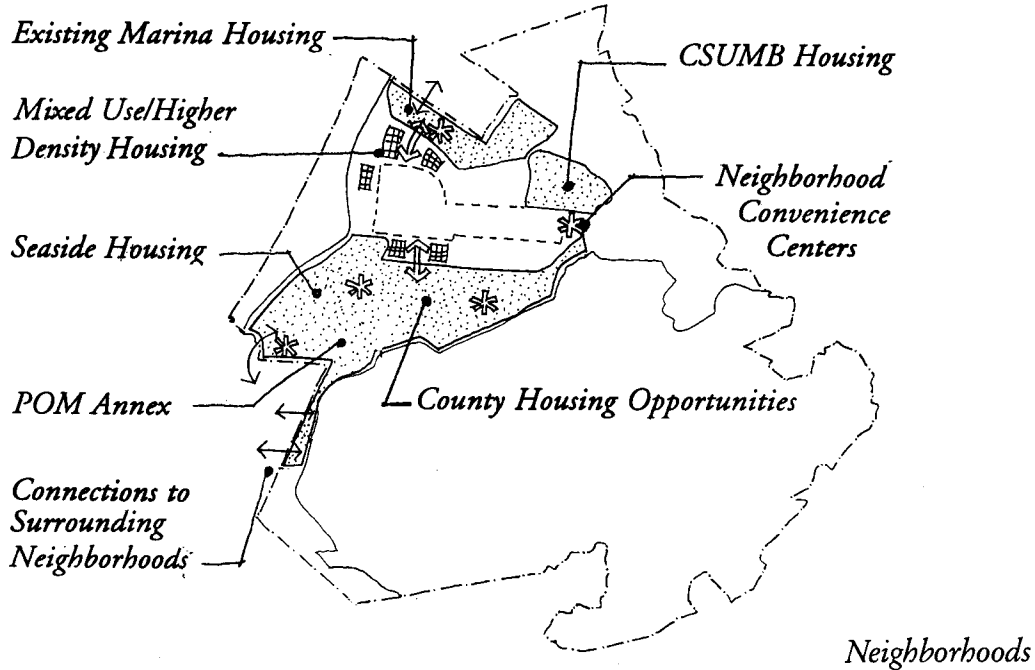 Existing Marina Housing
CSUMB Housing
Mixed Use/Higher
Density Housing
Neighborhood
Convenience
Centers
Seaside Housing
POM Annex
County Housing Opportunities
Connections to
Surrounding
Neighborhoods
Neighborhoods